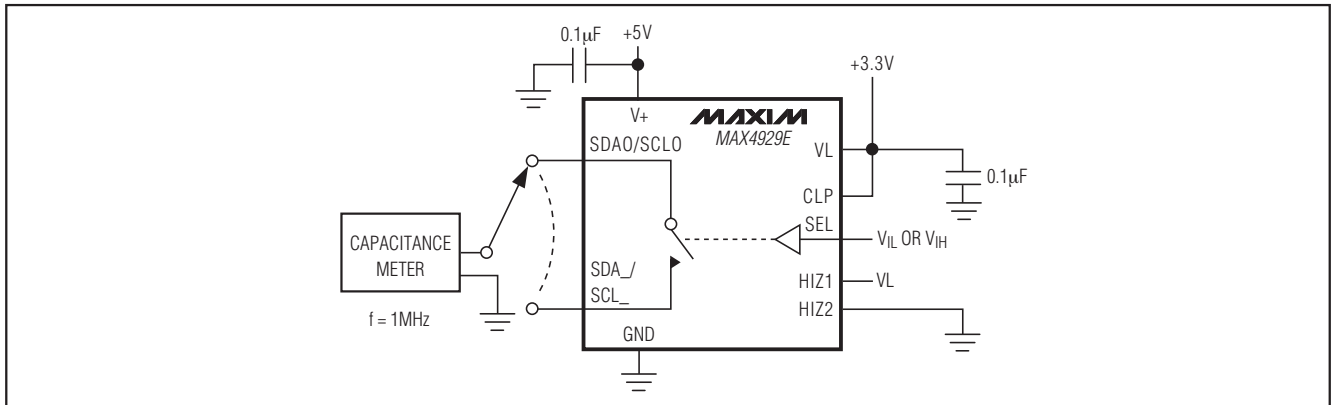 0.1μF
+5V
+3.3V
V+
MAXIM
MAX4929E
SDA0/SCL0
VL
0.1μF
CLP
SEL
VIL OR VIH
CAPACITANCE
METER
SDA_/
SCL_
HIZ1
VL
HIZ2
f = 1MHz
GND